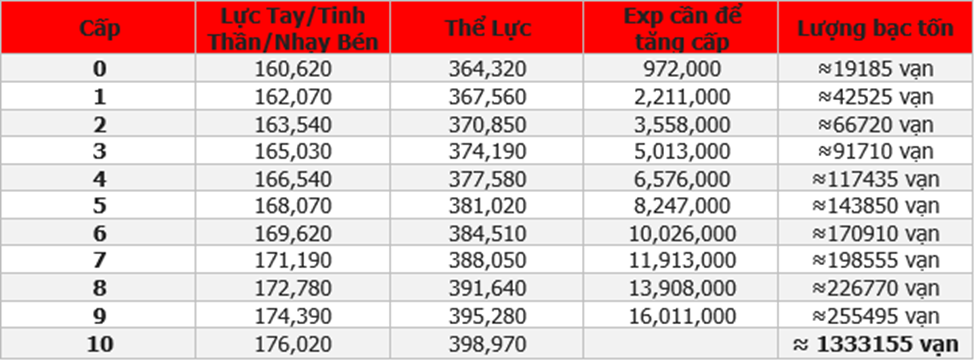 Cấp Lực Tay/Tinh Thần/Nhạy Bén Thể Lực Exp cần để tăng cấp Lượng bạc tốn
0 160,620 364,320 972,000 ≈19185 vạn
1 162,070 367,560 2,211,000 ≈42525 vạn
2 163,540 370,850 3,558,000 ≈66720 vạn
3 165,030 374,190 5,013,000 ≈91710 vạn
4 166,540 377,580 6,576,000 ≈117435 vạn
5 168,070 381,020 8,247,000 ≈143850 vạn
6 169,620 384,510 10,026,000 ≈170910 vạn
7 171,190 388,050 11,913,000 ≈198555 vạn
8 172,780 391,640 13,908,000 ≈226770 vạn
9 174,390 395,280 16,011,000 ≈255495 vạn
10 176,020 398,970 ≈ 1333155 vạn